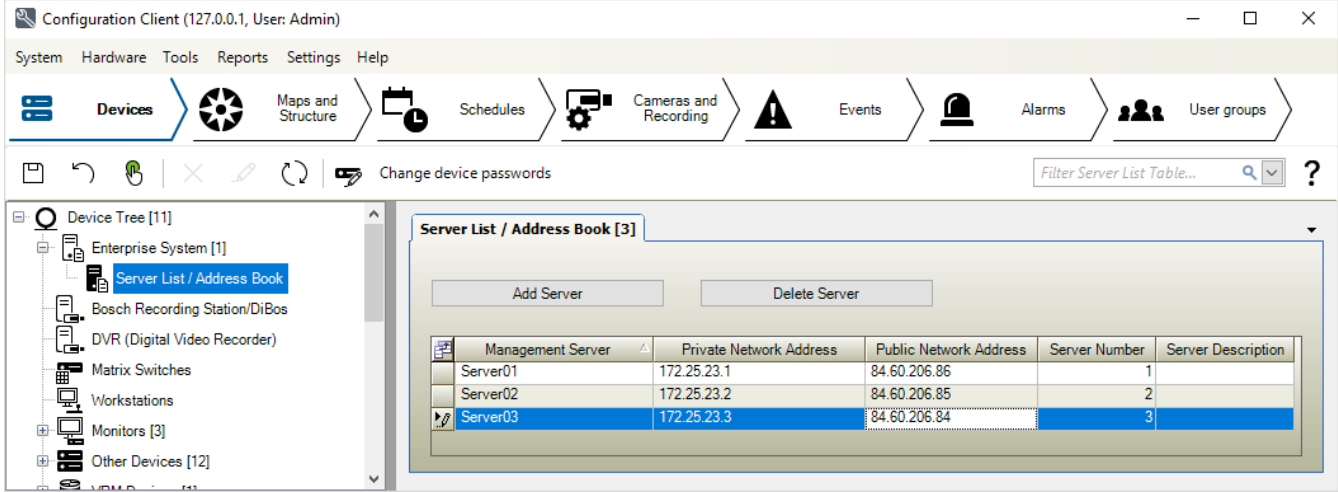 Configuration Client (127.0.0.1, User: Admin)
System Hardware Tools Reports Settings Help
Devices
Maps and
Structure
Schedules
Cameras and
Recording
Events
Alarms
User groups
Change device passwords
Filter Server List Table...
?
Device Tree [11]
Enterprise System [1]
Server List / Address Book
Bosch Recording Station/DiBos
DVR (Digital Video Recorder)
Matrix Switches
Workstations
Monitors [3]
Other Devices [12]
Server List / Address Book [3]
Add Server Delete Server
Management Server Private Network Address Public Network Address Server Number Server Description
Server01 172.25.23.1 84.60.206.86 1
Server02 172.25.23.2 84.60.206.85 2
Server03 172.25.23.3 84.60.206.84 3